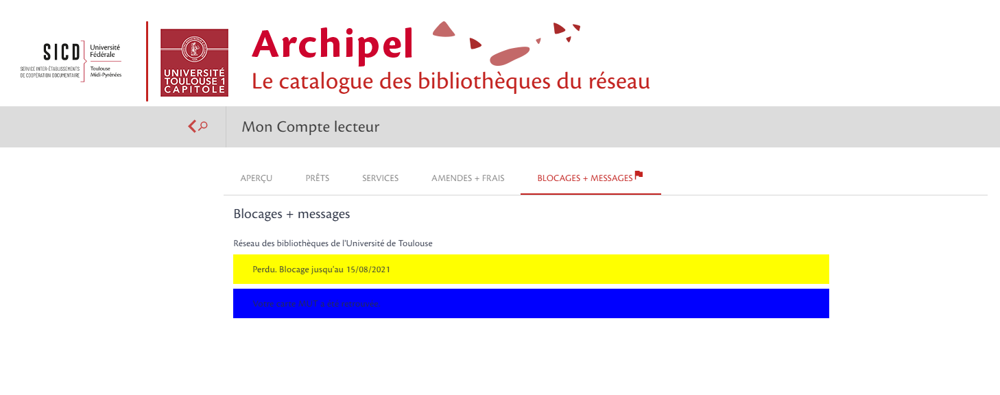 SICD
SERVICE INTER-ÉTABLISSEMENTS
DE COOPÉRATION DOCUMENTAIRE
Université
Fédérale
Toulouse
Midi-Pyrénées
UNIVERSITÉ
TOULOUSE 1
CAPITOLE
Archipel
Le catalogue des bibliothèques du réseau
Mon Compte lecteur
APERÇU PRÊTS SERVICES AMENDES + FRAIS BLOCAGES + MESSAGES
Blocages + messages
Réseau des bibliothèques de l'Université de Toulouse
Perdu. Blocage jusqu'au 15/08/2021
Votre carte MUT a été retrouvée.